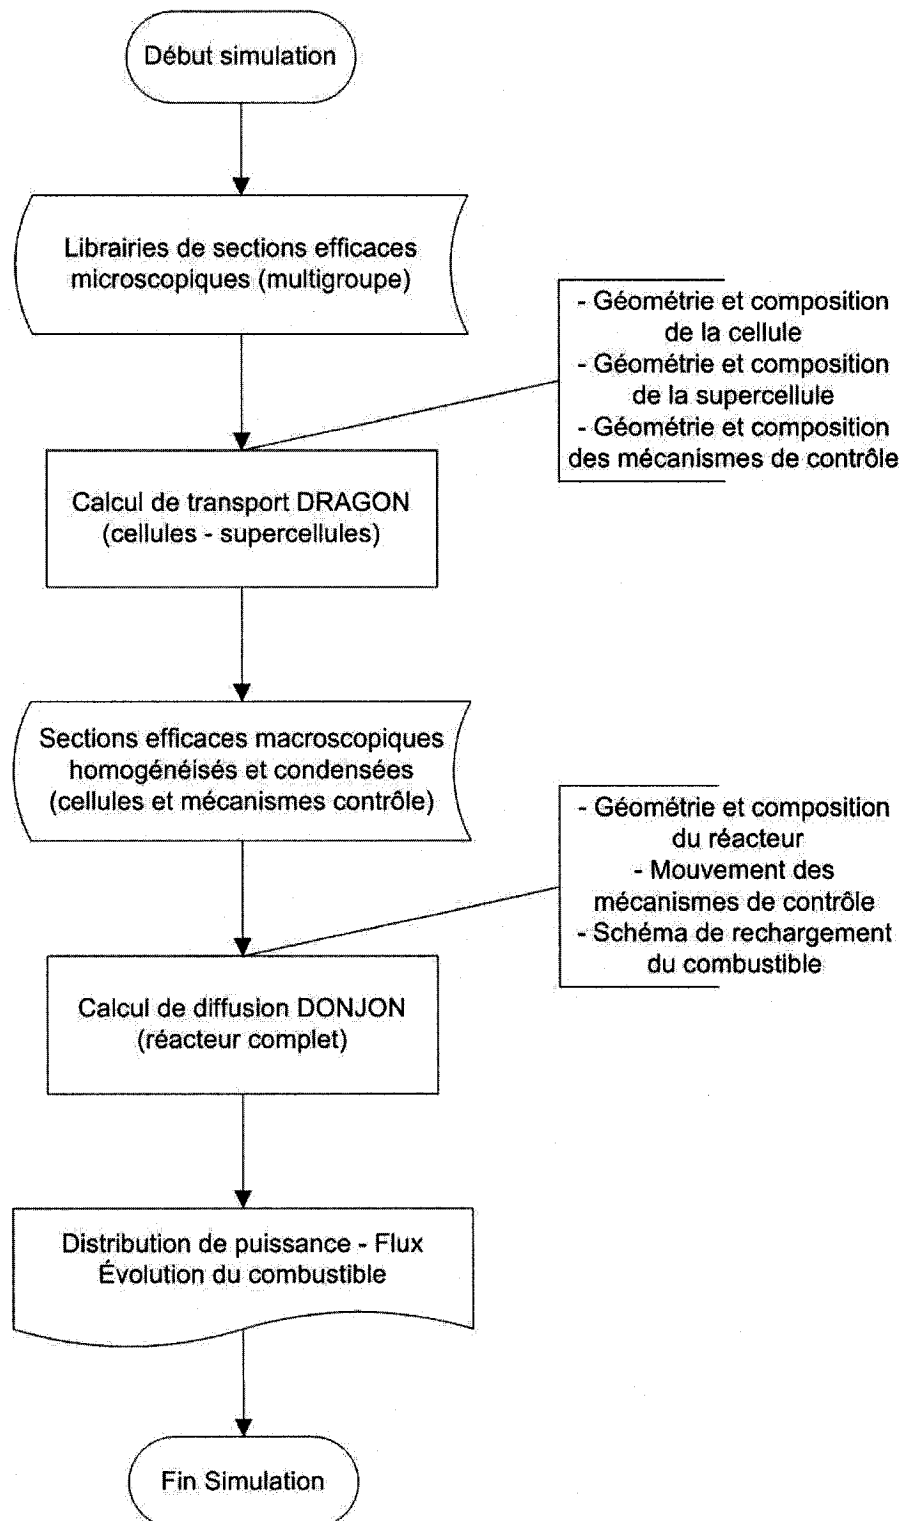 Début simulation
Librairies de sections efficaces
microscopiques (multigroupe)
- Géométrie et composition
de la cellule
- Géométrie et composition
de la supercellule
- Géométrie et composition
des mécanismes de contrôle
Calcul de transport DRAGON
(cellules - supercellules)
Sections efficaces macroscopiques
homogénéisés et condensées
(cellules et mécanismes contrôle)
- Géométrie et composition
du réacteur
- Mouvement des
mécanismes de contrôle
- Schéma de rechargement
du combustible
Calcul de diffusion DONJON
(réacteur complet)
Distribution de puissance - Flux
Évolution du combustible
Fin Simulation